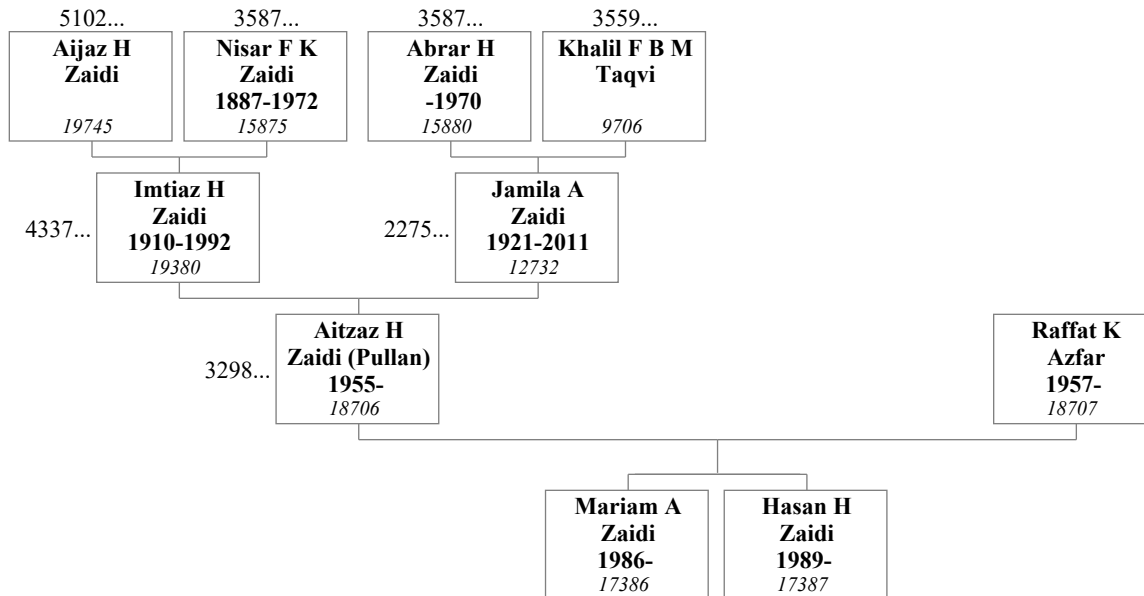 5102...
3587...
3587...
3559...
Aijaz H
Zaidi
19745
Nisar F K
Zaidi
1887-1972
15875
Abrar H
Zaidi
-1970
15880
Khalil F B M
Taqvi
9706
4337...
Imtiaz H
Zaidi
1910-1992
19380
2275...
Jamila A
Zaidi
1921-2011
12732
3298...
Aitzaz H
Zaidi (Pullan)
1955-
18706
Raffat K
Azfar
1957-
18707
Mariam A
Zaidi
1986-
17386
Hasan H
Zaidi
1989-
17387